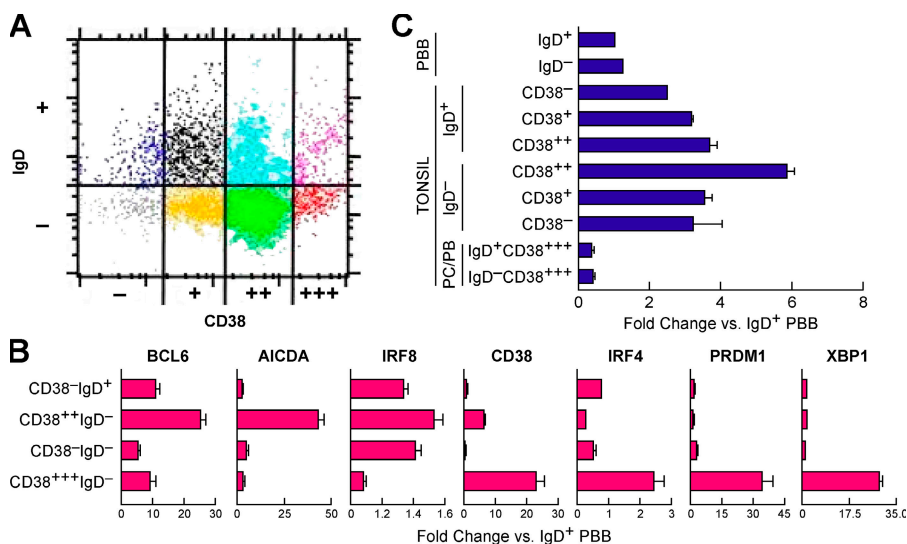 A
IgD
+
−
− + ++ +++
CD38
C
PBB
IgD+
IgD−
TONSIL
IgD+
CD38−
CD38+
CD38++
IgD−
CD38++
CD38+
CD38−
PC/PB
IgD+CD38+++
IgD−CD38+++
0 2 4 6 8
Fold Change vs. IgD+ PBB
B
BCL6 AICDA IRF8 CD38 IRF4 PRDM1 XBP1
CD38−IgD+
CD38++IgD−
CD38−IgD−
CD38+++IgD−
0 10 20 30 0 25 50 0 0.4 0.8 1.2 1.6 0 10 20 30 0 1 2 3 0 15 30 45 0 17.5 35.0
Fold Change vs. IgD+ PBB